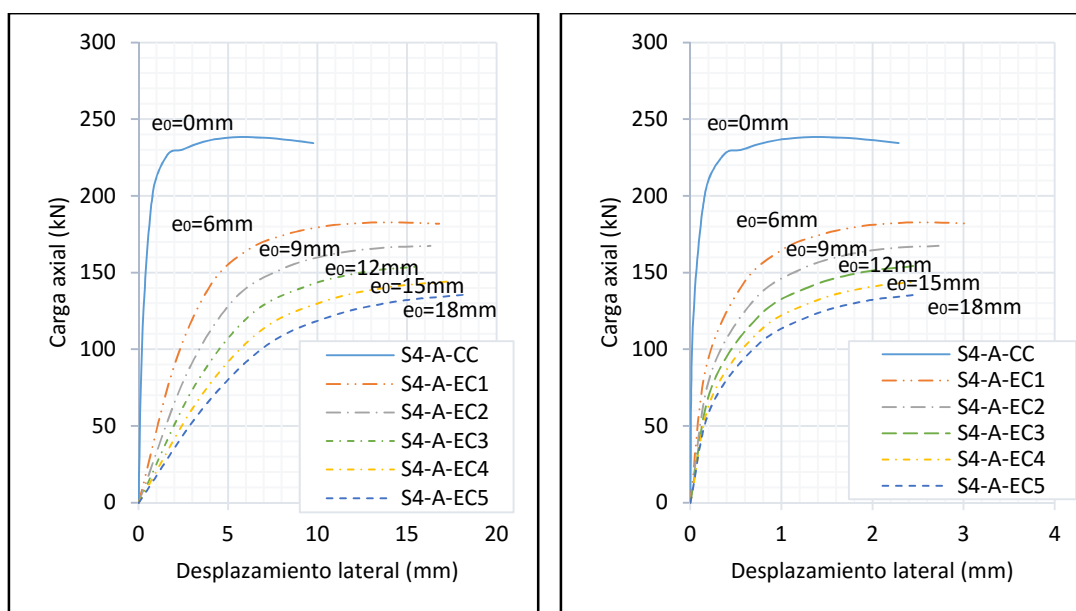 300
250
200
150
100
50
0
Carga axial (kN)
e0=0mm
e0=6mm
e0=9mm
e0=12mm
e0=15mm
e0=18mm
S4-A-CC
S4-A-EC1
S4-A-EC2
S4-A-EC3
S4-A-EC4
S4-A-EC5
0 5 10 15 20
Desplazamiento lateral (mm)
300
250
200
150
100
50
0
Carga axial (kN)
e0=0mm
e0=6mm
e0=9mm
e0=12mm
e0=15mm
e0=18mm
S4-A-CC
S4-A-EC1
S4-A-EC2
S4-A-EC3
S4-A-EC4
S4-A-EC5
0 1 2 3 4
Desplazamiento lateral (mm)